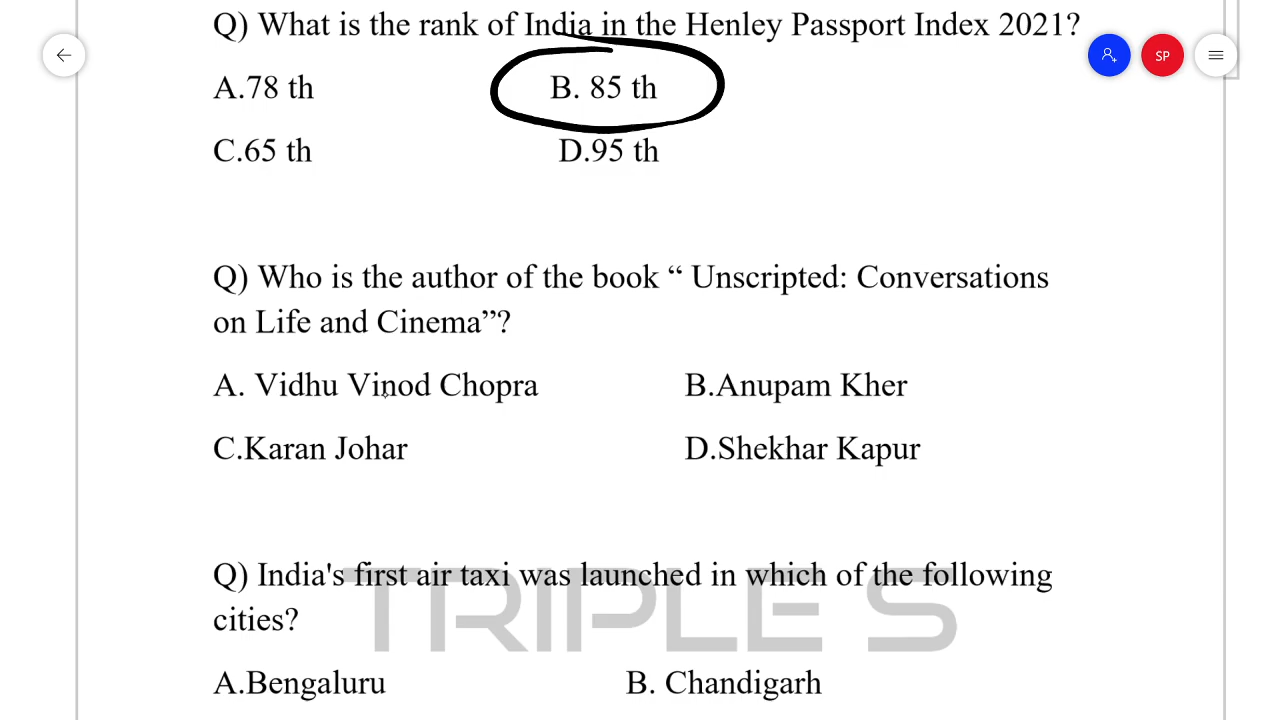 Q) What is the rank of India in the Henley Passport Index 2021?
A.78 th B. 85 th
C.65 th D.95 th
SP
Q) Who is the author of the book “ Unscripted: Conversations
on Life and Cinema”?
A. Vidhu Vinod Chopra B.Anupam Kher
C.Karan Johar D.Shekhar Kapur
Q) India's first air taxi was launched in which of the following
cities?
TRIPLE S
A.Bengaluru B. Chandigarh